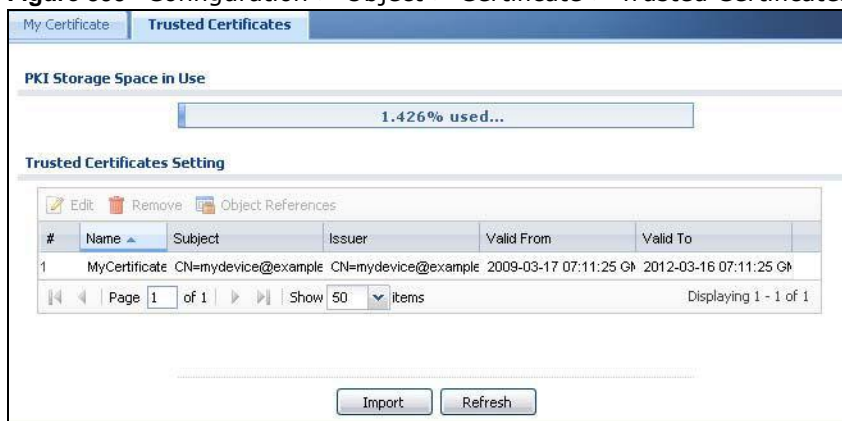 Configuration Object Certificate Trusted Certificates
My Certificate Trusted Certificates
PKI Storage Space in Use
1.426% used...
Trusted Certificates Setting
Edit Remove Object References
# Name Subject Issuer Valid From Valid To
1 MyCertificate CN=mydevice@example CN=mydevice@example 2009-03-17 07:11:25 GM 2012-03-16 07:11:25 GM
Page 1 of 1 Show 50 items Displaying 1 - 1 of 1
Import Refresh